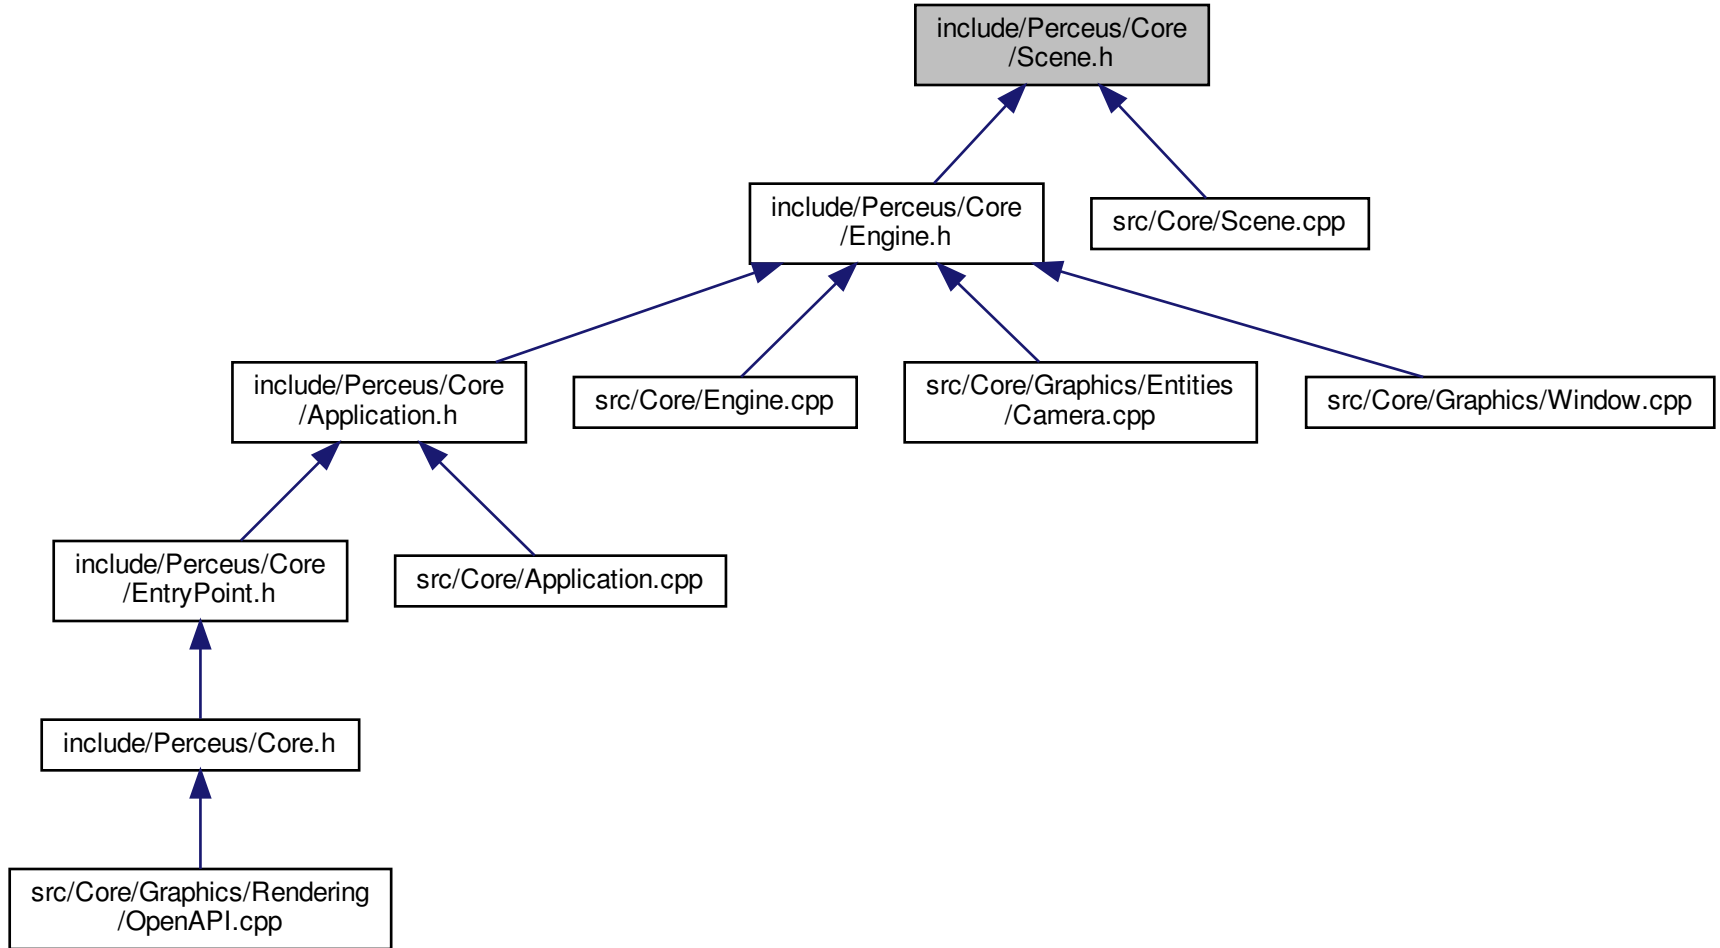 include/Perceus/Core
/Scene.h
include/Perceus/Core
/Engine.h
src/Core/Scene.cpp
include/Perceus/Core
/Application.h
src/Core/Engine.cpp
src/Core/Graphics/Entities
/Camera.cpp
src/Core/Graphics/Window.cpp
include/Perceus/Core
/EntryPoint.h
src/Core/Application.cpp
include/Perceus/Core.h
src/Core/Graphics/Rendering
/OpenAPI.cpp